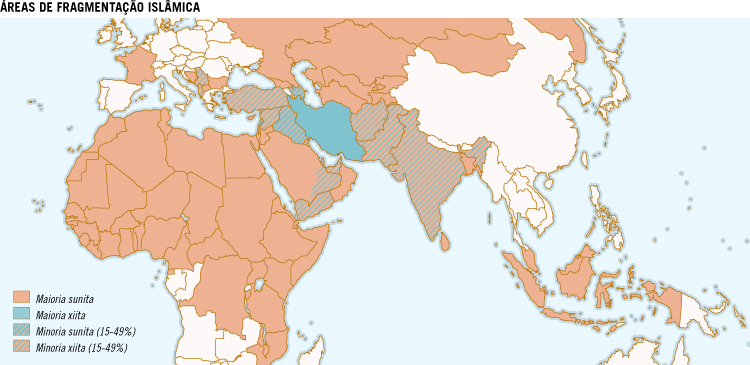 ÁREAS DE FRAGMENTAÇÃO ISLÂMICA
Maioria sunita
Maioria xiita
Minoria sunita (15-49%)
Minoria xiita (15-49%)